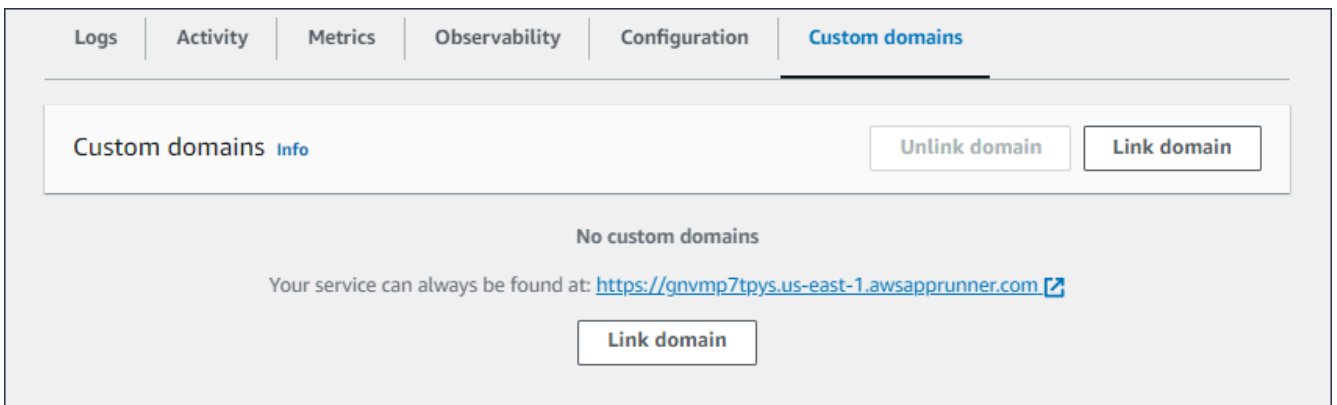 Logs Activity Metrics Observability Configuration Custom domains
Custom domains Info Unlink domain Link domain
No custom domains
Your service can always be found at: https://gnvmp7tpys.us-east-1.awsapprunner.com
Link domain